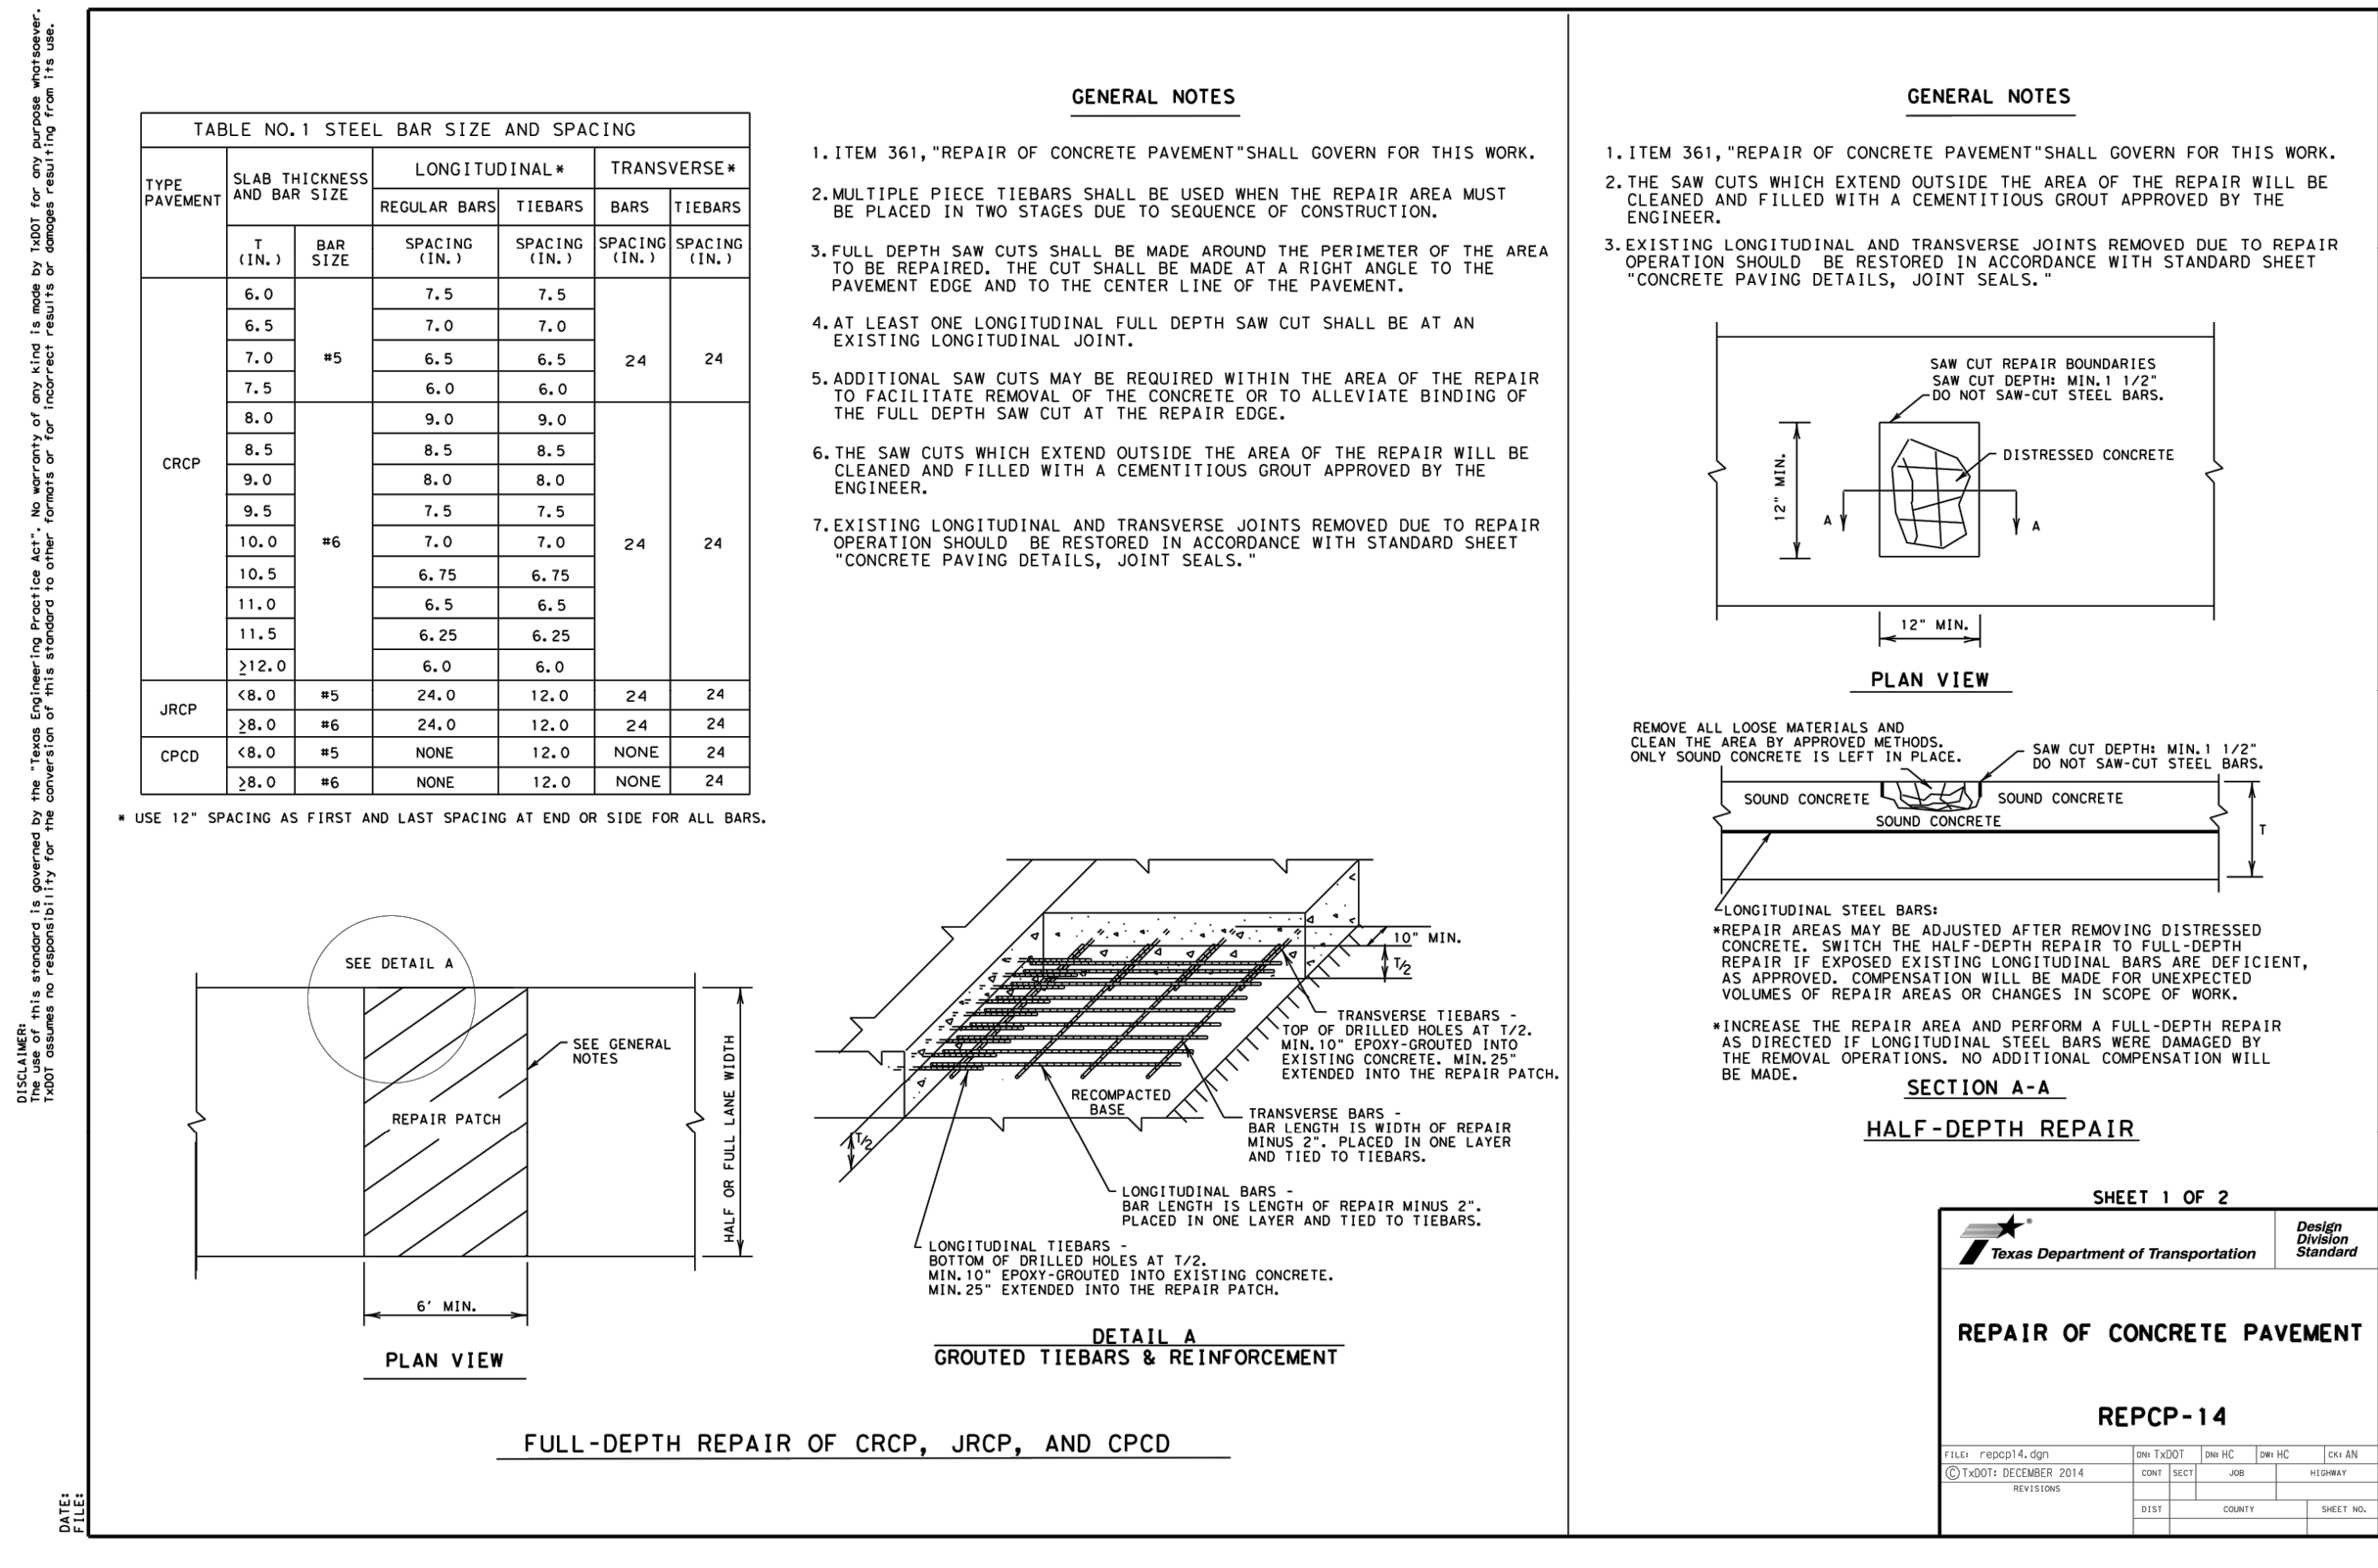 DISCLAIMER:
The use of this standard is governed by the "Texas Engineering Practice Act". No warranty of any kind is made by TxDOT for any purpose whatsoever.
TxDOT assumes no responsibility for the conversion of this standard to other formats or for incorrect results or damages resulting from its use.
DATE:
FILE:
TABLE NO.1 STEEL BAR SIZE AND SPACING
TYPE PAVEMENT | SLAB THICKNESS AND BAR SIZE | LONGITUDINAL* | TRANSVERSE*
REGULAR BARS | TIEBARS | BARS | TIEBARS
T (IN.) | BAR SIZE | SPACING (IN.) | SPACING (IN.) | SPACING (IN.) | SPACING (IN.)
CRCP
6.0 | #5 | 7.5 | 7.5 | 24 | 24
6.5 7.0 7.0
7.0 6.5 6.5
7.5 6.0 6.0
8.0 | #6 | 9.0 | 9.0 | 24 | 24
8.5 8.5 8.5
9.0 8.0 8.0
9.5 7.5 7.5
10.0 7.0 7.0
10.5 6.75 6.75
11.0 6.5 6.5
11.5 6.25 6.25
≥12.0 6.0 6.0
JRCP
<8.0 #5 24.0 12.0 24 24
≥8.0 #6 24.0 12.0 24 24
CPCD
<8.0 #5 NONE 12.0 NONE 24
≥8.0 #6 NONE 12.0 NONE 24
* USE 12" SPACING AS FIRST AND LAST SPACING AT END OR SIDE FOR ALL BARS.
SEE DETAIL A
SEE GENERAL
NOTES
REPAIR PATCH
HALF OR FULL LANE WIDTH
6' MIN.
PLAN VIEW
GENERAL NOTES
1. ITEM 361, "REPAIR OF CONCRETE PAVEMENT"SHALL GOVERN FOR THIS WORK.
2. MULTIPLE PIECE TIEBARS SHALL BE USED WHEN THE REPAIR AREA MUST
BE PLACED IN TWO STAGES DUE TO SEQUENCE OF CONSTRUCTION.
3. FULL DEPTH SAW CUTS SHALL BE MADE AROUND THE PERIMETER OF THE AREA
TO BE REPAIRED. THE CUT SHALL BE MADE AT A RIGHT ANGLE TO THE
PAVEMENT EDGE AND TO THE CENTER LINE OF THE PAVEMENT.
4. AT LEAST ONE LONGITUDINAL FULL DEPTH SAW CUT SHALL BE AT AN
EXISTING LONGITUDINAL JOINT.
5. ADDITIONAL SAW CUTS MAY BE REQUIRED WITHIN THE AREA OF THE REPAIR
TO FACILITATE REMOVAL OF THE CONCRETE OR TO ALLEVIATE BINDING OF
THE FULL DEPTH SAW CUT AT THE REPAIR EDGE.
6. THE SAW CUTS WHICH EXTEND OUTSIDE THE AREA OF THE REPAIR WILL BE
CLEANED AND FILLED WITH A CEMENTITIOUS GROUT APPROVED BY THE
ENGINEER.
7. EXISTING LONGITUDINAL AND TRANSVERSE JOINTS REMOVED DUE TO REPAIR
OPERATION SHOULD BE RESTORED IN ACCORDANCE WITH STANDARD SHEET
"CONCRETE PAVING DETAILS, JOINT SEALS."
10" MIN.
T/2
TRANSVERSE TIEBARS -
TOP OF DRILLED HOLES AT T/2.
MIN.10" EPOXY-GROUTED INTO
EXISTING CONCRETE. MIN.25"
EXTENDED INTO THE REPAIR PATCH.
RECOMPACTED
BASE
TRANSVERSE BARS -
BAR LENGTH IS WIDTH OF REPAIR
MINUS 2". PLACED IN ONE LAYER
AND TIED TO TIEBARS.
T/2
LONGITUDINAL BARS -
BAR LENGTH IS LENGTH OF REPAIR MINUS 2".
PLACED IN ONE LAYER AND TIED TO TIEBARS.
LONGITUDINAL TIEBARS -
BOTTOM OF DRILLED HOLES AT T/2.
MIN.10" EPOXY-GROUTED INTO EXISTING CONCRETE.
MIN.25" EXTENDED INTO THE REPAIR PATCH.
DETAIL A
GROUTED TIEBARS & REINFORCEMENT
FULL-DEPTH REPAIR OF CRCP, JRCP, AND CPCD
GENERAL NOTES
1. ITEM 361, "REPAIR OF CONCRETE PAVEMENT"SHALL GOVERN FOR THIS WORK.
2. THE SAW CUTS WHICH EXTEND OUTSIDE THE AREA OF THE REPAIR WILL BE
CLEANED AND FILLED WITH A CEMENTITIOUS GROUT APPROVED BY THE
ENGINEER.
3. EXISTING LONGITUDINAL AND TRANSVERSE JOINTS REMOVED DUE TO REPAIR
OPERATION SHOULD BE RESTORED IN ACCORDANCE WITH STANDARD SHEET
"CONCRETE PAVING DETAILS, JOINT SEALS."
SAW CUT REPAIR BOUNDARIES
SAW CUT DEPTH: MIN.1 1/2"
DO NOT SAW-CUT STEEL BARS.
DISTRESSED CONCRETE
12" MIN.
A A
12" MIN.
PLAN VIEW
REMOVE ALL LOOSE MATERIALS AND
CLEAN THE AREA BY APPROVED METHODS.
ONLY SOUND CONCRETE IS LEFT IN PLACE.
SAW CUT DEPTH: MIN.1 1/2"
DO NOT SAW-CUT STEEL BARS.
SOUND CONCRETE SOUND CONCRETE
SOUND CONCRETE
T
LONGITUDINAL STEEL BARS:
*REPAIR AREAS MAY BE ADJUSTED AFTER REMOVING DISTRESSED
CONCRETE. SWITCH THE HALF-DEPTH REPAIR TO FULL-DEPTH
REPAIR IF EXPOSED EXISTING LONGITUDINAL BARS ARE DEFICIENT,
AS APPROVED. COMPENSATION WILL BE MADE FOR UNEXPECTED
VOLUMES OF REPAIR AREAS OR CHANGES IN SCOPE OF WORK.
*INCREASE THE REPAIR AREA AND PERFORM A FULL-DEPTH REPAIR
AS DIRECTED IF LONGITUDINAL STEEL BARS WERE DAMAGED BY
THE REMOVAL OPERATIONS. NO ADDITIONAL COMPENSATION WILL
BE MADE.
SECTION A-A
HALF-DEPTH REPAIR
SHEET 1 OF 2
®
Texas Department of Transportation
Design
Division
Standard
REPAIR OF CONCRETE PAVEMENT
REPCP-14
FILE: repcp14.dgn DN: TxDOT DN: HC DW: HC CK: AN
© TxDOT: DECEMBER 2014 CONT SECT JOB HIGHWAY
REVISIONS
DIST COUNTY SHEET NO.